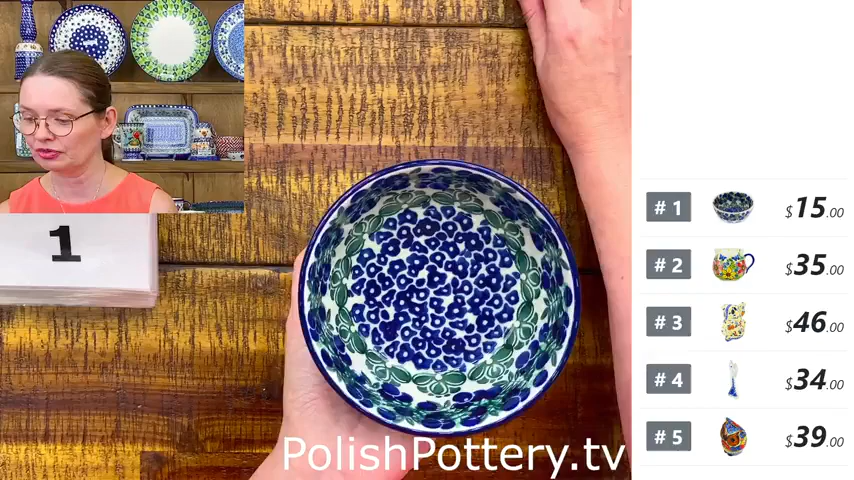 1
# 1 $15.00
# 2 $35.00
# 3 $46.00
# 4 $34.00
# 5 $39.00
PolishPottery.tv